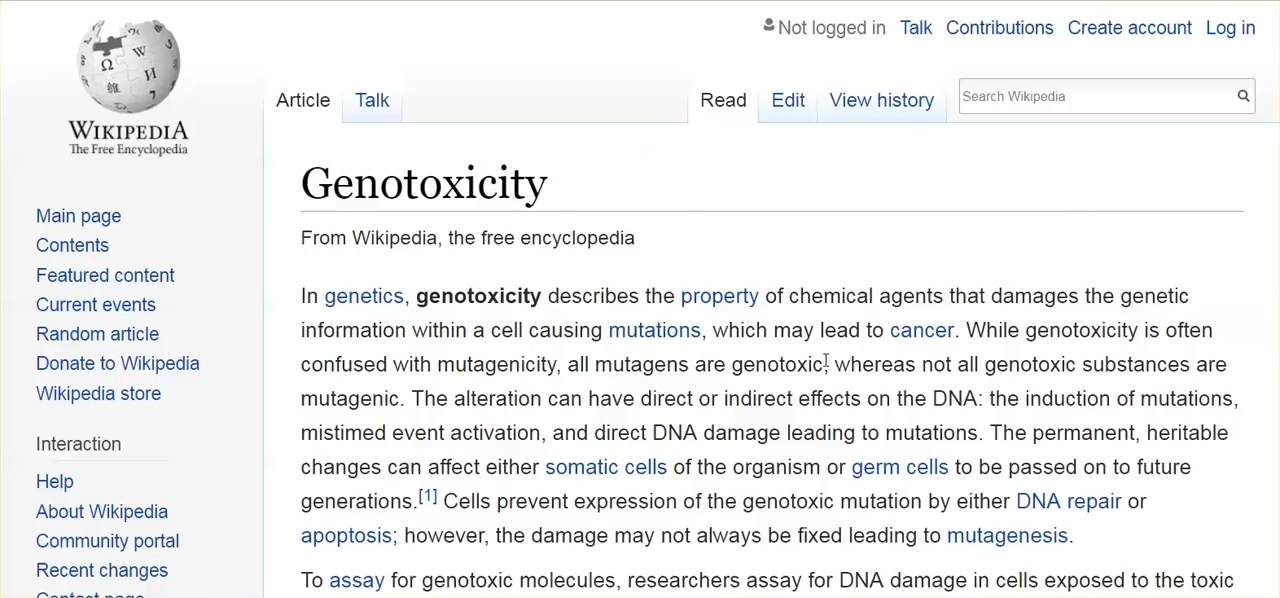 Not logged in Talk Contributions Create account Log in
Article Talk Read Edit View history Search Wikipedia
WIKIPEDIA
The Free Encyclopedia
Main page
Contents
Featured content
Current events
Random article
Donate to Wikipedia
Wikipedia store
Interaction
Help
About Wikipedia
Community portal
Recent changes
Contact page
Genotoxicity
From Wikipedia, the free encyclopedia
In genetics, genotoxicity describes the property of chemical agents that damages the genetic
information within a cell causing mutations, which may lead to cancer. While genotoxicity is often
confused with mutagenicity, all mutagens are genotoxic, whereas not all genotoxic substances are
mutagenic. The alteration can have direct or indirect effects on the DNA: the induction of mutations,
mistimed event activation, and direct DNA damage leading to mutations. The permanent, heritable
changes can affect either somatic cells of the organism or germ cells to be passed on to future
generations.[1] Cells prevent expression of the genotoxic mutation by either DNA repair or
apoptosis; however, the damage may not always be fixed leading to mutagenesis.
To assay for genotoxic molecules, researchers assay for DNA damage in cells exposed to the toxic